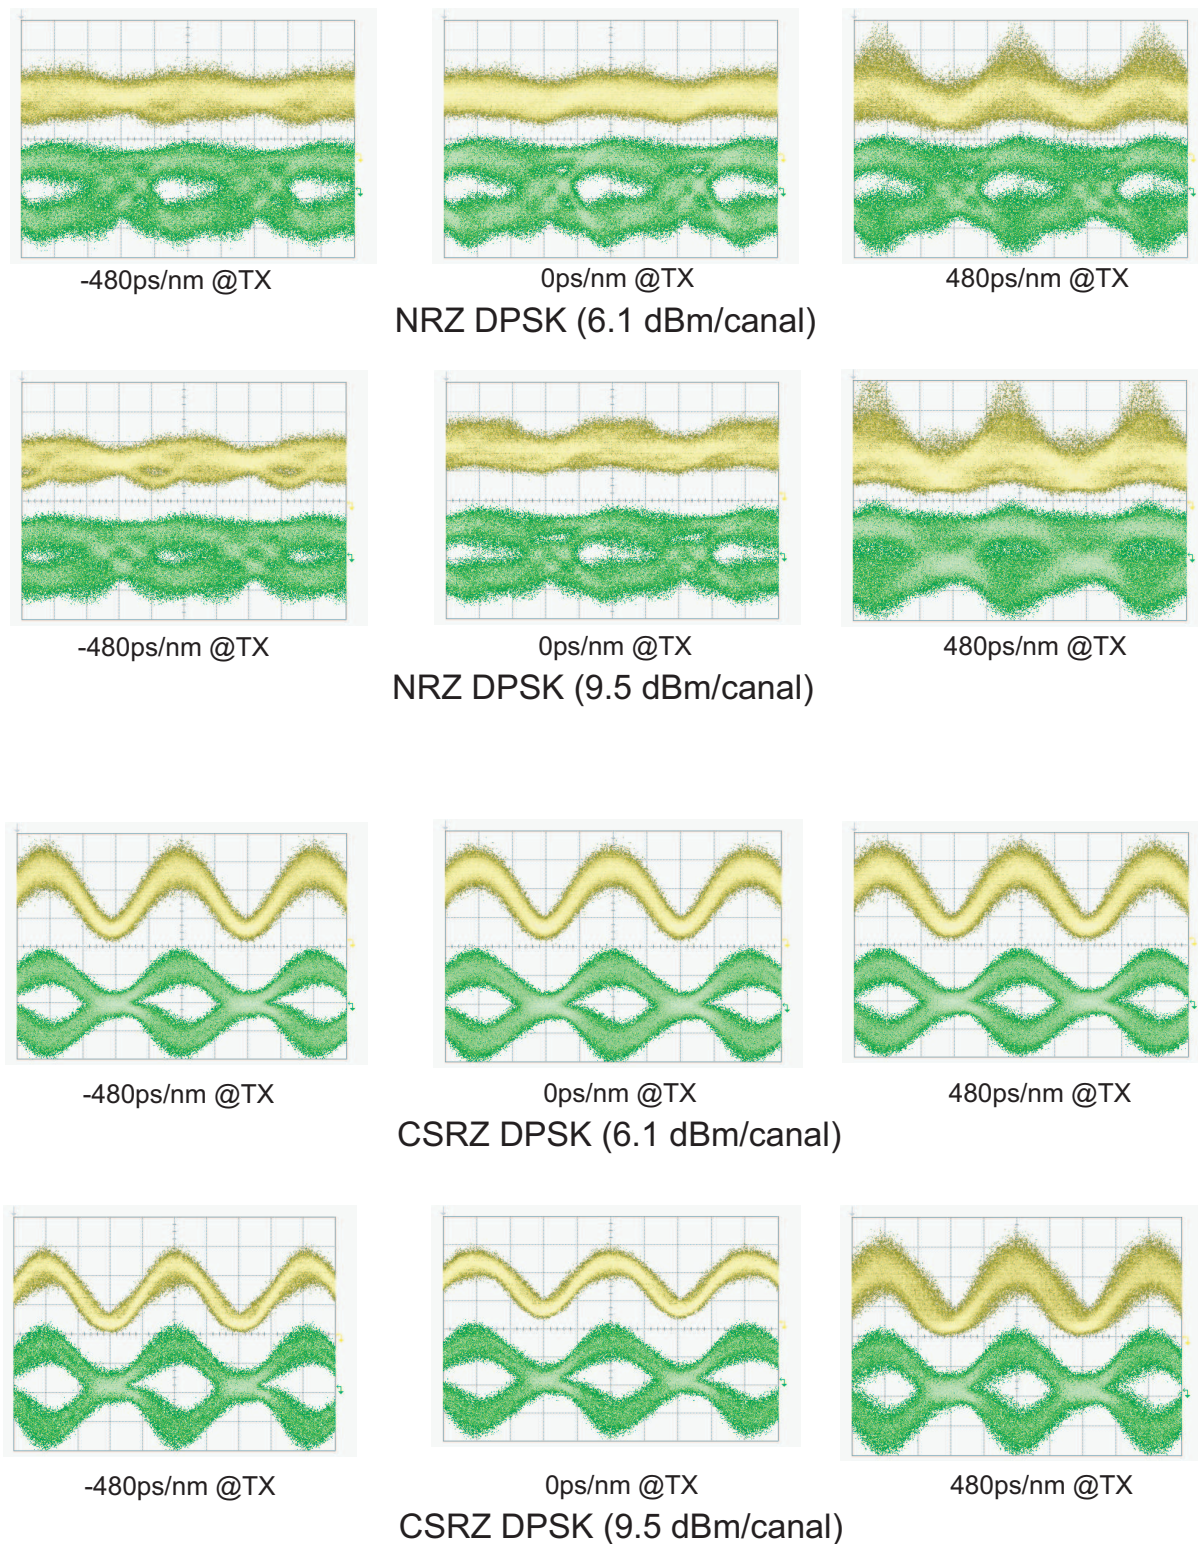 -480ps/nm @TX
0ps/nm @TX
480ps/nm @TX
NRZ DPSK (6.1 dBm/canal)
-480ps/nm @TX
0ps/nm @TX
480ps/nm @TX
NRZ DPSK (9.5 dBm/canal)
-480ps/nm @TX
0ps/nm @TX
480ps/nm @TX
CSRZ DPSK (6.1 dBm/canal)
-480ps/nm @TX
0ps/nm @TX
480ps/nm @TX
CSRZ DPSK (9.5 dBm/canal)